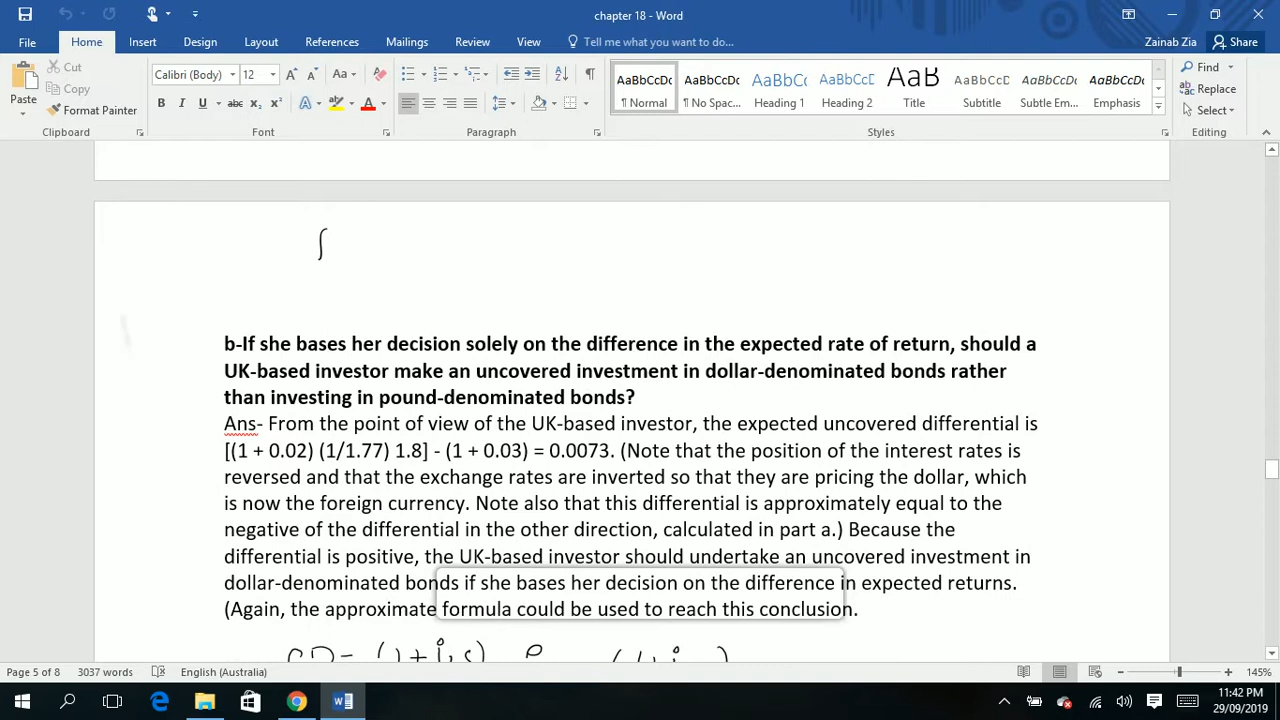 chapter 18 - Word
File Home Insert Design Layout References Mailings Review View Tell me what you want to do... Zainab Zia Share
Paste Cut Copy Format Painter Clipboard
Calibri (Body) 12 Aa
B I U abc x₂ x² A A Font
Paragraph
AaBbCcDc AaBbCcDc AaBbCc AaBbCcC AaB AaBbCcD AaBbCcDc AaBbCcDc
¶ Normal ¶ No Spac... Heading Heading 2 Title Subtitle Subtle Em... Emphasis
Styles
Find Replace Select Editing
b-If she bases her decision solely on the difference in the expected rate of return, should a
UK-based investor make an uncovered investment in dollar-denominated bonds rather
than investing in pound-denominated bonds?
Ans- From the point of view of the UK-based investor, the expected uncovered differential is
[(1 + 0.02) (1/1.77) 1.8] - (1 + 0.03) = 0.0073. (Note that the position of the interest rates is
reversed and that the exchange rates are inverted so that they are pricing the dollar, which
is now the foreign currency. Note also that this differential is approximately equal to the
negative of the differential in the other direction, calculated in part a.) Because the
differential is positive, the UK-based investor should undertake an uncovered investment in
dollar-denominated bonds if she bases her decision on the difference in expected returns.
(Again, the approximate formula could be used to reach this conclusion.
Page 5 of 8 3037 words English (Australia) 145%
11:42 PM
29/09/2019